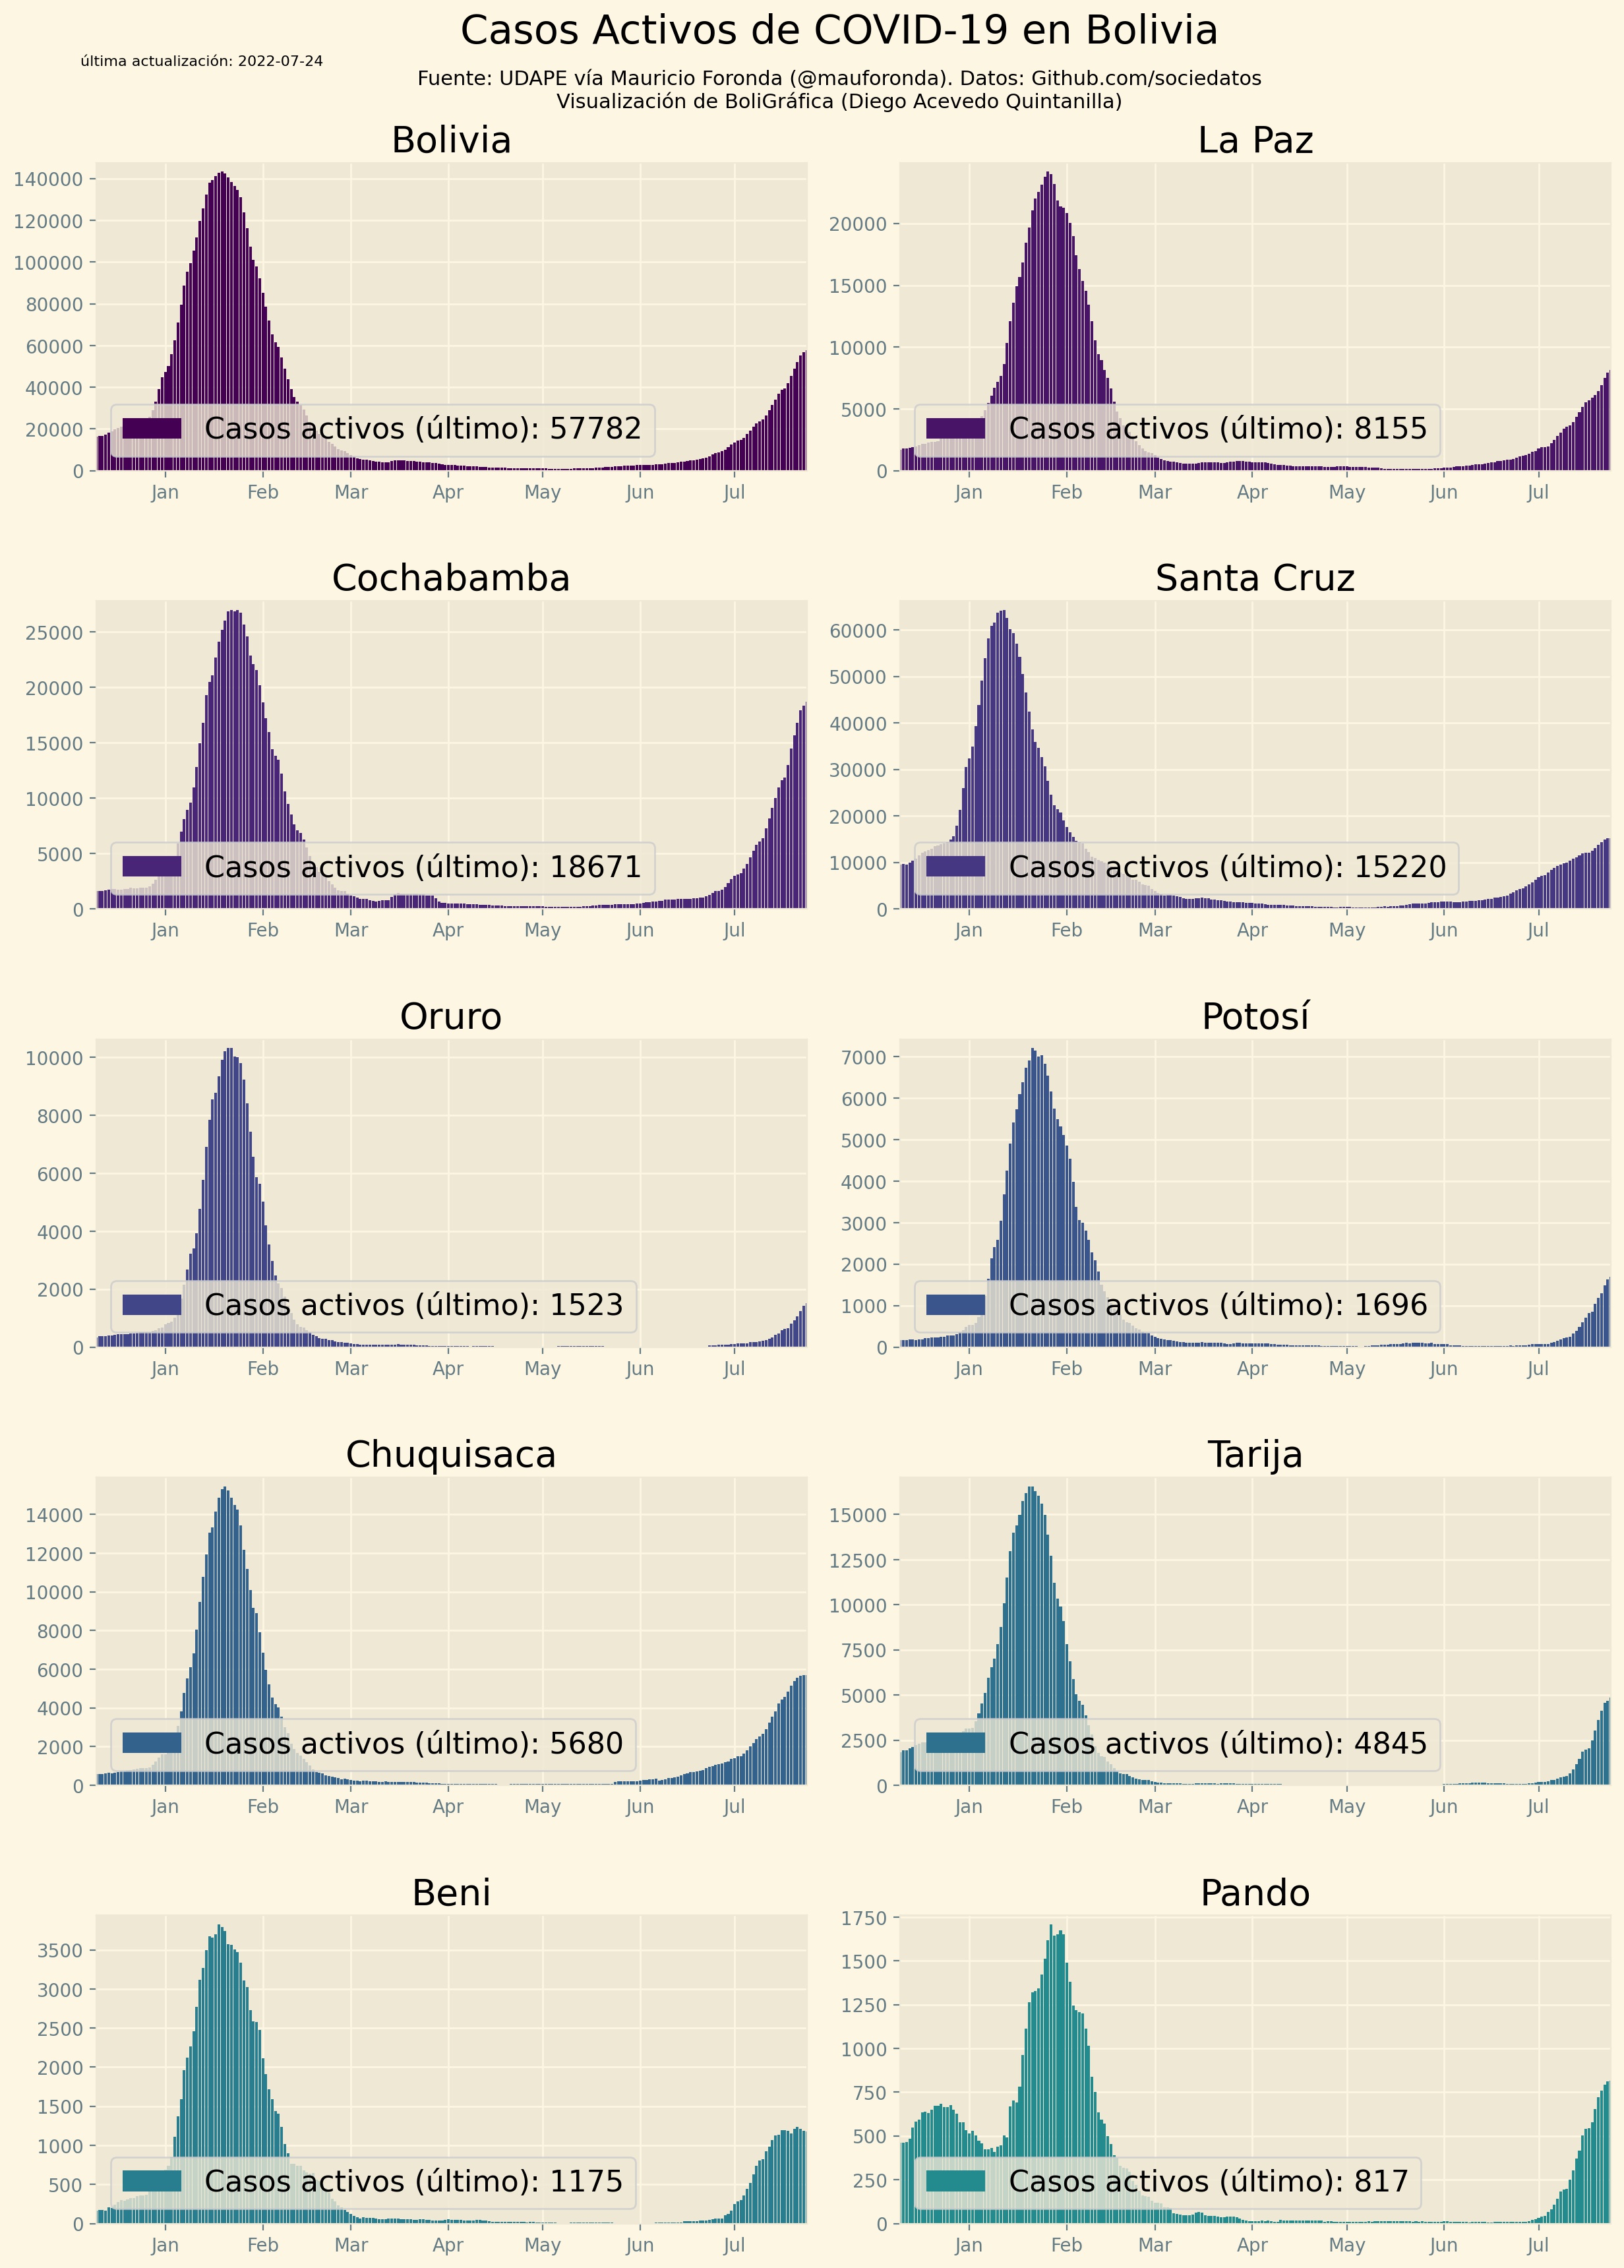 Casos Activos de COVID-19 en Bolivia
última actualización: 2022-07-24
Fuente: UDAPE vía Mauricio Foronda (@mauforonda). Datos: Github.com/sociedatos
Visualización de BoliGráfica (Diego Acevedo Quintanilla)
Bolivia
140000
120000
100000
80000
60000
40000
20000
0
Casos activos (último): 57782
Jan Feb Mar Apr May Jun Jul
La Paz
20000
15000
10000
5000
0
Casos activos (último): 8155
Jan Feb Mar Apr May Jun Jul
Cochabamba
25000
20000
15000
10000
5000
0
Casos activos (último): 18671
Jan Feb Mar Apr May Jun Jul
Santa Cruz
60000
50000
40000
30000
20000
10000
0
Casos activos (último): 15220
Jan Feb Mar Apr May Jun Jul
Oruro
10000
8000
6000
4000
2000
0
Casos activos (último): 1523
Jan Feb Mar Apr May Jun Jul
Potosí
7000
6000
5000
4000
3000
2000
1000
0
Casos activos (último): 1696
Jan Feb Mar Apr May Jun Jul
Chuquisaca
14000
12000
10000
8000
6000
4000
2000
0
Casos activos (último): 5680
Jan Feb Mar Apr May Jun Jul
Tarija
15000
12500
10000
7500
5000
2500
0
Casos activos (último): 4845
Jan Feb Mar Apr May Jun Jul
Beni
3500
3000
2500
2000
1500
1000
500
0
Casos activos (último): 1175
Jan Feb Mar Apr May Jun Jul
Pando
1750
1500
1250
1000
750
500
250
0
Casos activos (último): 817
Jan Feb Mar Apr May Jun Jul